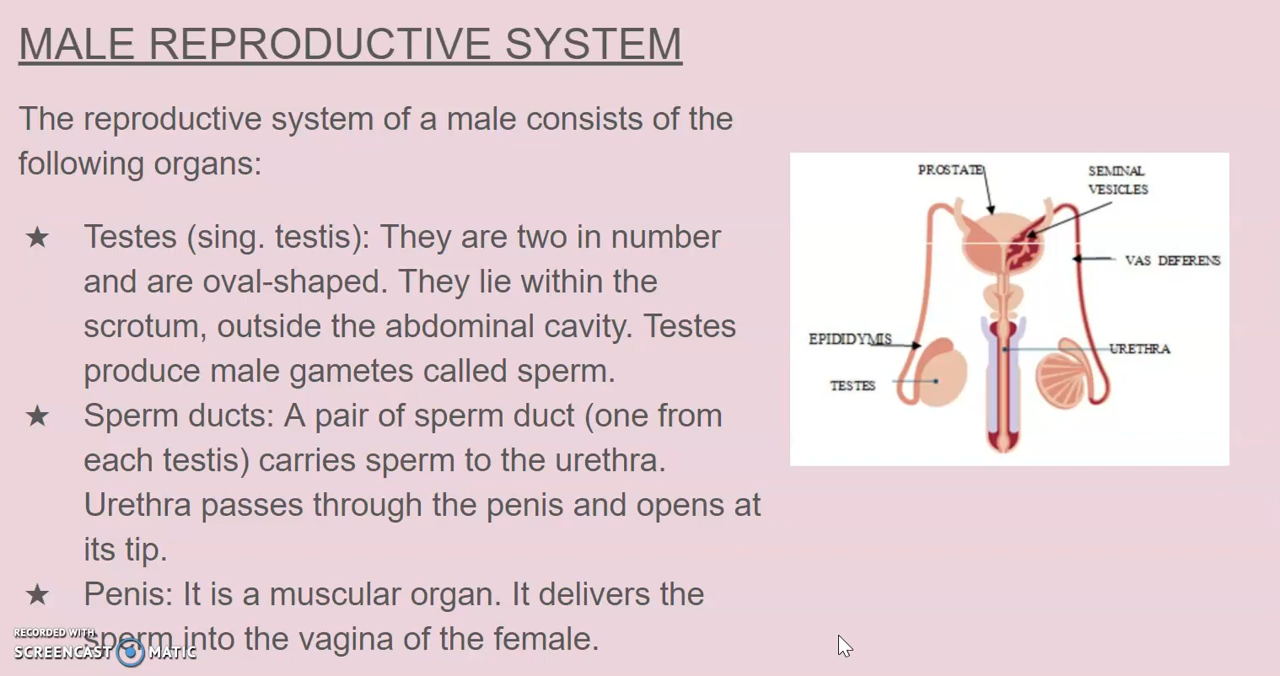 MALE REPRODUCTIVE SYSTEM
The reproductive system of a male consists of the
following organs:
★ Testes (sing. testis): They are two in number
and are oval-shaped. They lie within the
scrotum, outside the abdominal cavity. Testes
produce male gametes called sperm.
★ Sperm ducts: A pair of sperm duct (one from
each testis) carries sperm to the urethra.
Urethra passes through the penis and opens at
its tip.
★ Penis: It is a muscular organ. It delivers the
sperm into the vagina of the female.
PROSTATE
SEMINAL
VESICLES
VAS DEFERENS
EPIDIDYMIS
URETHRA
TESTES
RECORDED WITH
SCREENCAST MATIC